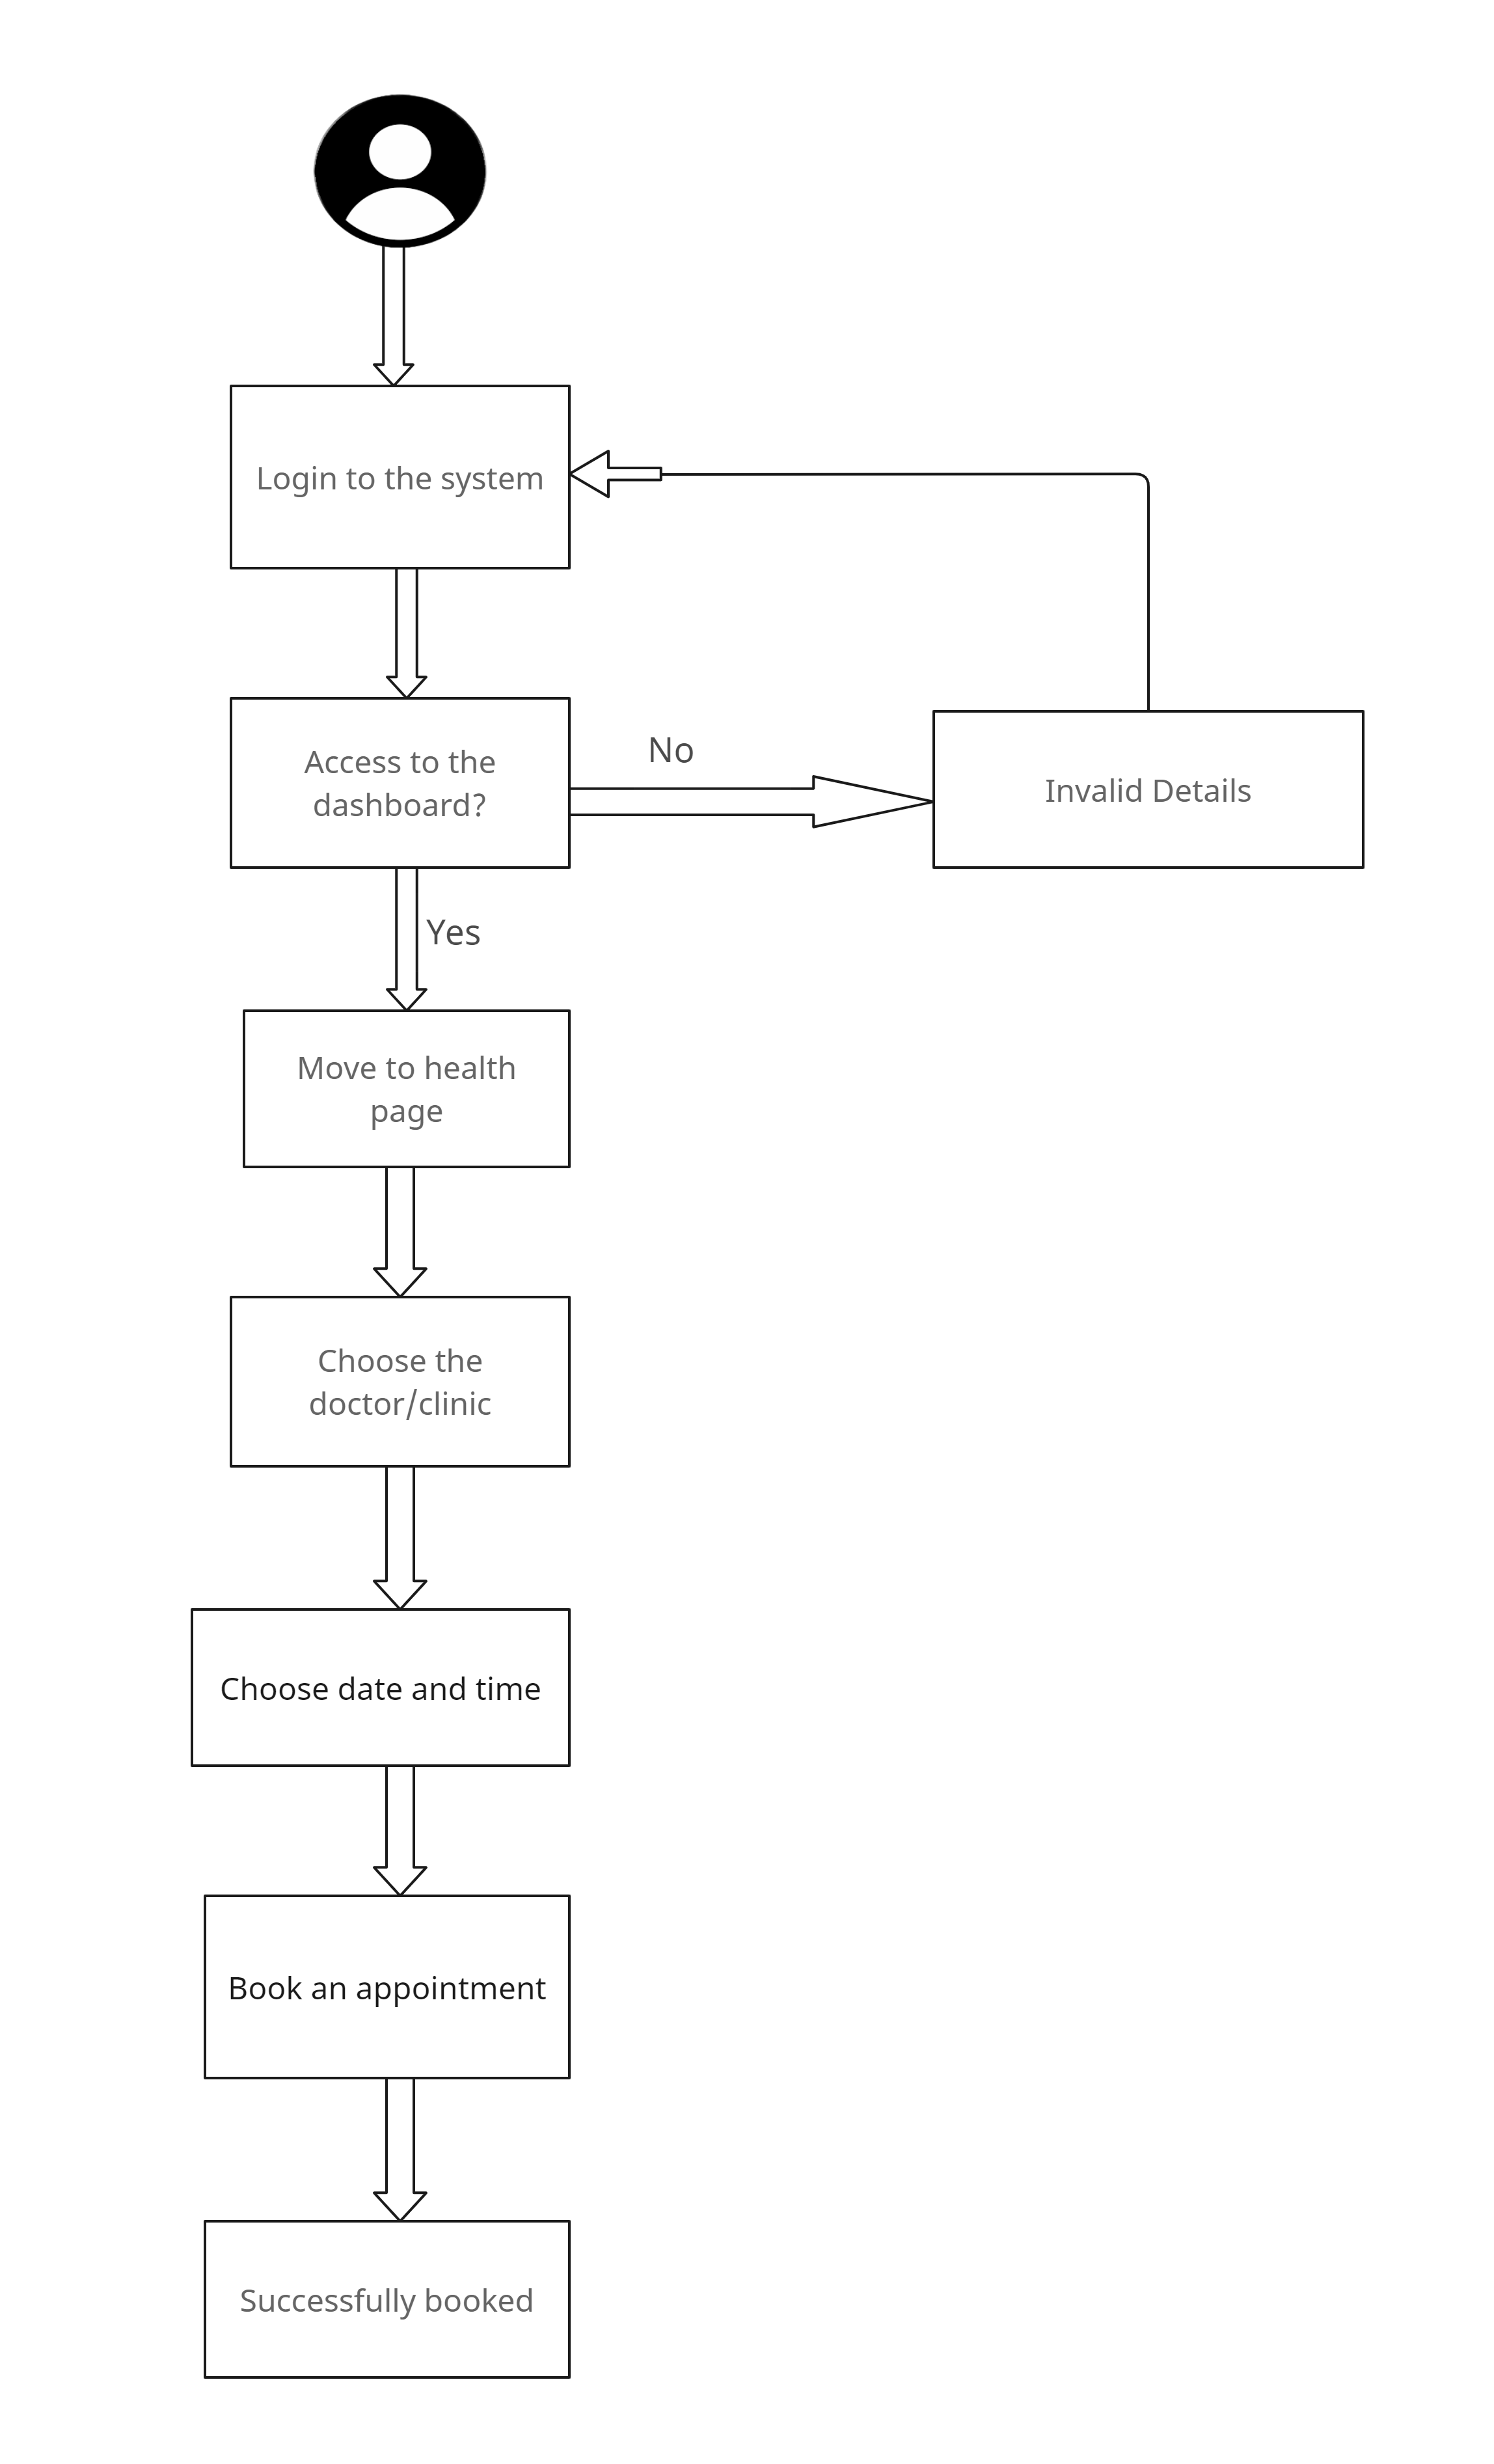 Login to the system
Access to the
dashboard?
No
Invalid Details
Yes
Move to health
page
Choose the
doctor/clinic
Choose date and time
Book an appointment
Successfully booked